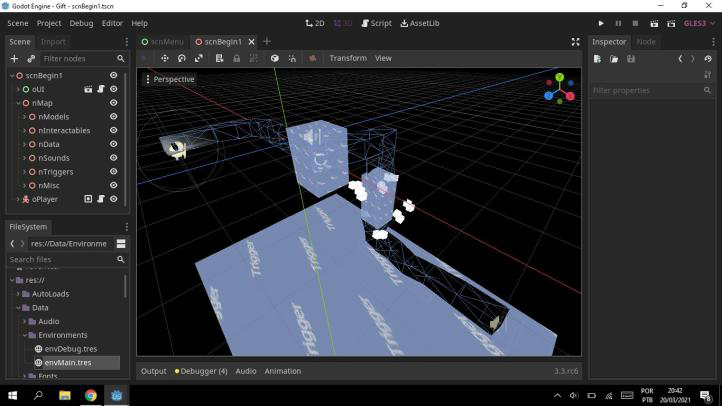 Godot Engine - Gift - scnBegin1.tscn
Scene Project Debug Editor Help
2D 3D Script AssetLib
GLES3
Scene Import
scnMenu scnBegin1
Inspector Node
Filter nodes
Transform View
scnBegin1
Perspective
oUI
nMap
Filter properties
nModels
nInteractables
nData
nSounds
nTriggers
nMisc
oPlayer
Trigger
Trigger
Trigger
Trigger
Trigger
Trigger
FileSystem
res://Data/Environme
Search files
res://
AutoLoads
Data
Audio
Environments
envDebug.tres
envMain.tres
Fonts
Output Debugger (4) Audio Animation
3.3.rc6
POR
PTB
20:42
20/03/2021